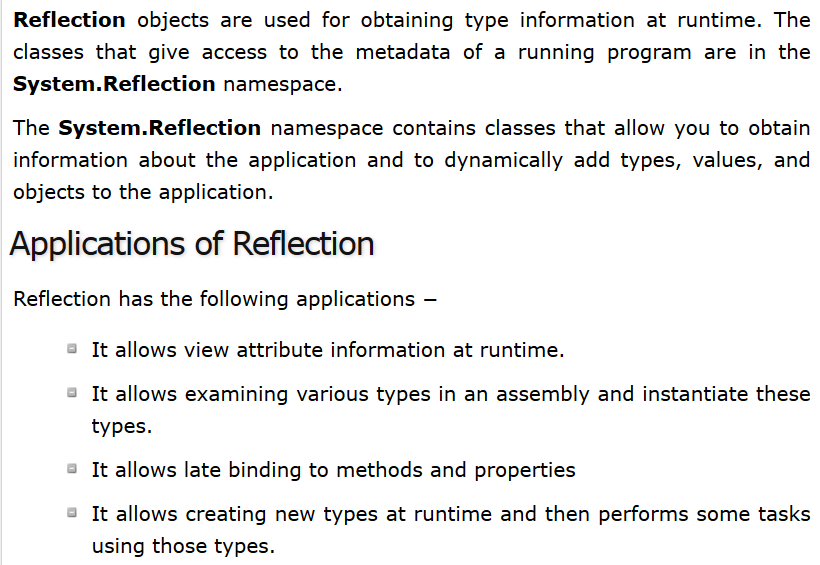 Reflection objects are used for obtaining type information at runtime. The
classes that give access to the metadata of a running program are in the
System.Reflection namespace.
The System.Reflection namespace contains classes that allow you to obtain
information about the application and to dynamically add types, values, and
objects to the application.
Applications of Reflection
Reflection has the following applications −
It allows view attribute information at runtime.
It allows examining various types in an assembly and instantiate these
types.
It allows late binding to methods and properties
It allows creating new types at runtime and then performs some tasks
using those types.